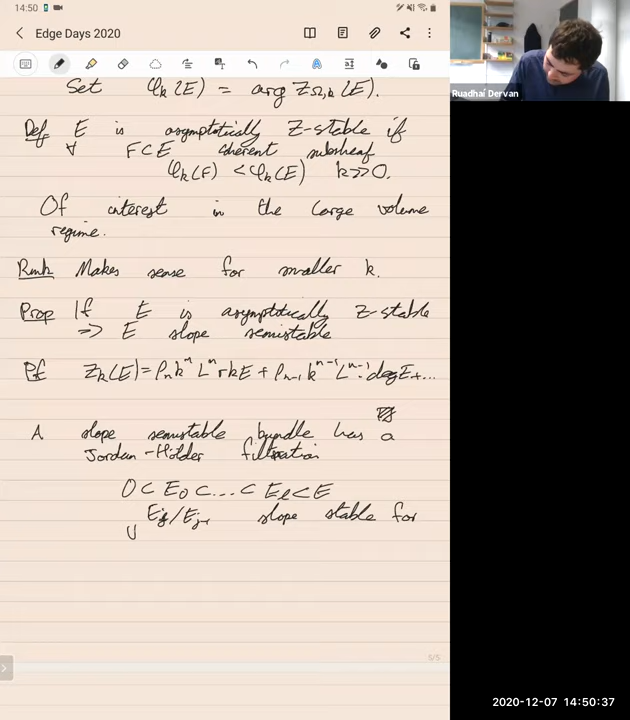 14:50
Edge Days 2020
Set φ_k(E) = arg Z_{Ω,k}(E).
Def E is asymptotically Z-stable if
∀ F⊂E coherent subsheaf
φ_k(F) < φ_k(E) k>>0.
Of interest in the large volume
regime.
Rmk Makes sense for smaller k.
Prop If E is asymptotically Z-stable
=> E slope semistable
Pf Z_k(E) = ρ_n k^n L^n rk E + ρ_{n-1} k^{n-1} L^{n-1}.deg E + ...
A slope semistable bundle has a
Jordan-Hölder filtration
0 ⊂ E_0 ⊂ ... ⊂ E_l ⊂ E
E_j/E_{j-1} slope stable for
5/5
Ruadhaí Dervan
2020-12-07 14:50:37